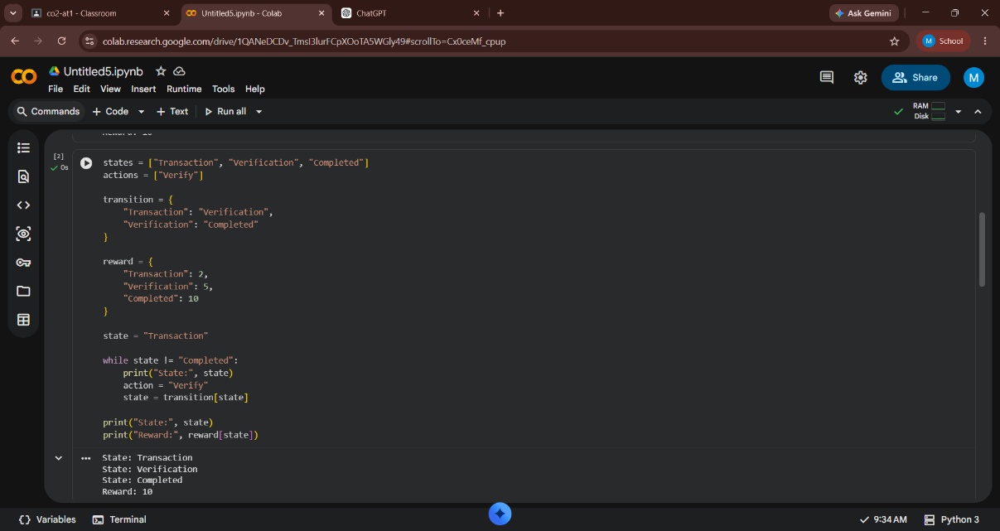 co2-at1 - Classroom
Untitled5.ipynb - Colab
ChatGPT
Ask Gemini
colab.research.google.com/drive/1QANeDCDv_TmsI3lurFCpXOoTA5WGly49#scrollTo=Cx0ceMf_cpup
M School
Untitled5.ipynb
File Edit View Insert Runtime Tools Help
Share
M
Commands + Code + Text Run all
RAM
Disk
[2]
0s
states = ["Transaction", "Verification", "Completed"]
actions = ["Verify"]
transition = {
"Transaction": "Verification",
"Verification": "Completed"
}
reward = {
"Transaction": 2,
"Verification": 5,
"Completed": 10
}
state = "Transaction"
while state != "Completed":
print("State:", state)
action = "Verify"
state = transition[state]
print("State:", state)
print("Reward:", reward[state])
State: Transaction
State: Verification
State: Completed
Reward: 10
{} Variables Terminal
9:34 AM Python 3